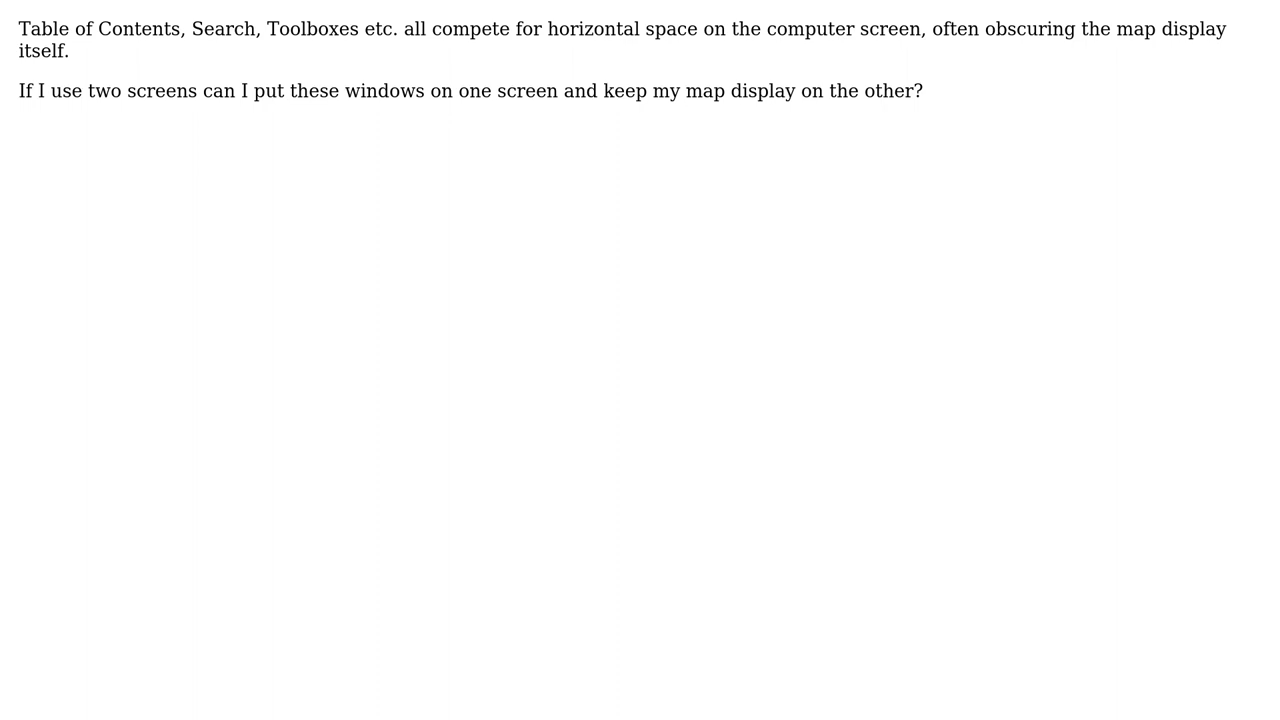 Table of Contents, Search, Toolboxes etc. all compete for horizontal space on the computer screen, often obscuring the map display
itself.
If I use two screens can I put these windows on one screen and keep my map display on the other?